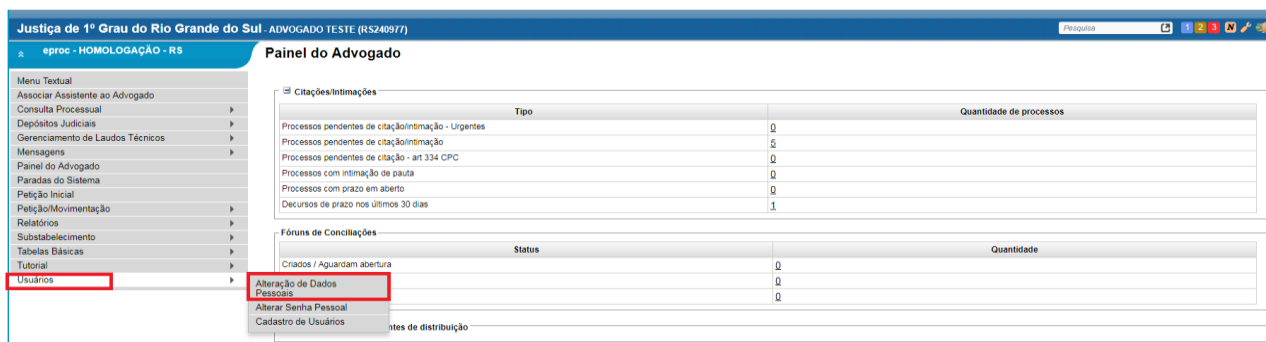 Justiça de 1º Grau do Rio Grande do Sul - ADVOGADO TESTE (RS240977)
Pesquisa
1 2 3 N
eproc - HOMOLOGAÇÃO - RS
Painel do Advogado
Menu Textual
Associar Assistente ao Advogado
Consulta Processual
Depósitos Judiciais
Gerenciamento de Laudos Técnicos
Mensagens
Painel do Advogado
Paradas do Sistema
Petição Inicial
Petição/Movimentação
Relatórios
Substabelecimento
Tabelas Básicas
Tutorial
Usuários
Alteração de Dados
Pessoais
Alterar Senha Pessoal
Cadastro de Usuários
Citações/Intimações
Tipo Quantidade de processos
Processos pendentes de citação/intimação - Urgentes 0
Processos pendentes de citação/intimação 5
Processos pendentes de citação - art 334 CPC 0
Processos com intimação de pauta 0
Processos com prazo em aberto 0
Decursos de prazo nos últimos 30 dias 1
Fóruns de Conciliações
Status Quantidade
Criados / Aguardam abertura 0
0
0
ntes de distribuição